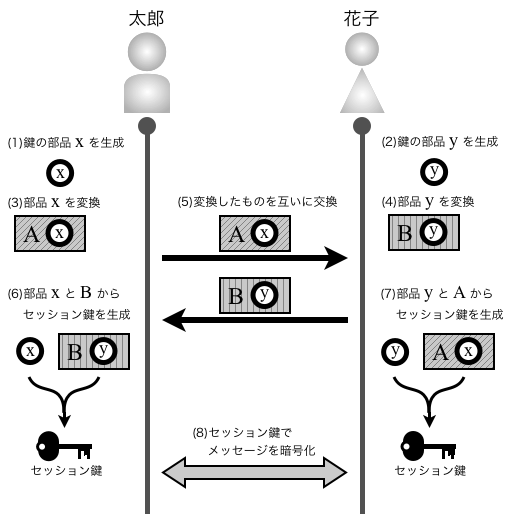 太郎
花子
(1)鍵の部品 x を生成
x
(2)鍵の部品 y を生成
y
(3)部品 x を変換
A x
(4)部品 y を変換
B y
(5)変換したものを互いに交換
A x
B y
(6)部品 x と B から
セッション鍵を生成
x B y
セッション鍵
(7)部品 y と A から
セッション鍵を生成
y A x
セッション鍵
(8)セッション鍵で
メッセージを暗号化